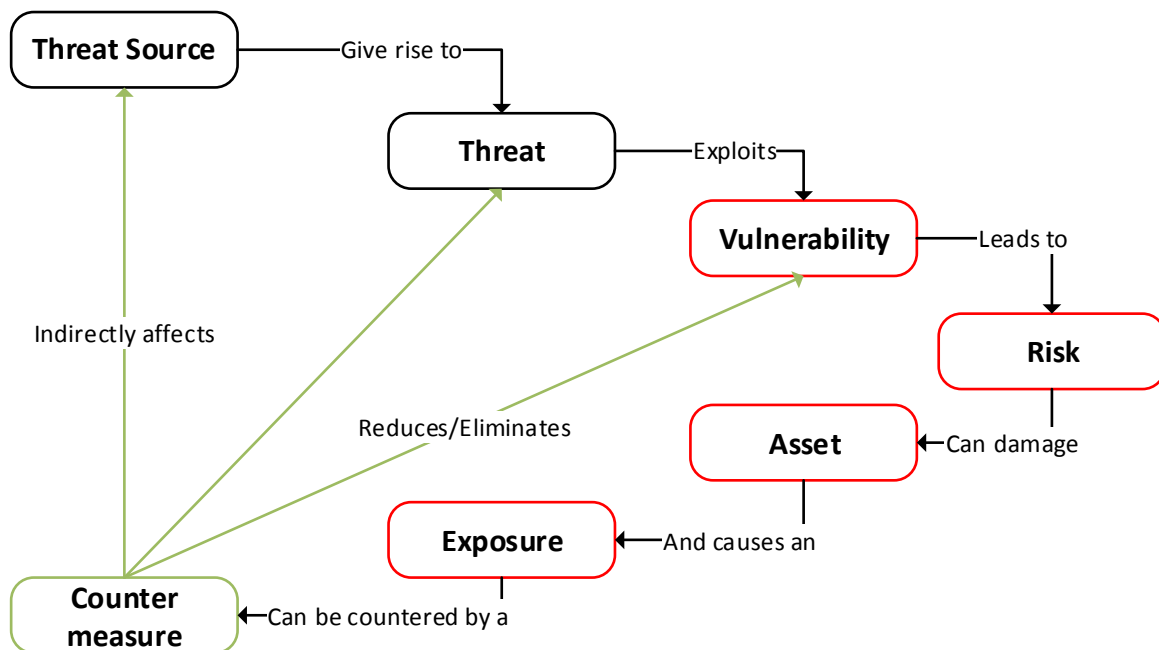 Threat Source
Give rise to
Threat
Exploits
Vulnerability
Leads to
Risk
Can damage
Asset
And causes an
Exposure
Can be countered by a
Counter
measure
Indirectly affects
Reduces/Eliminates